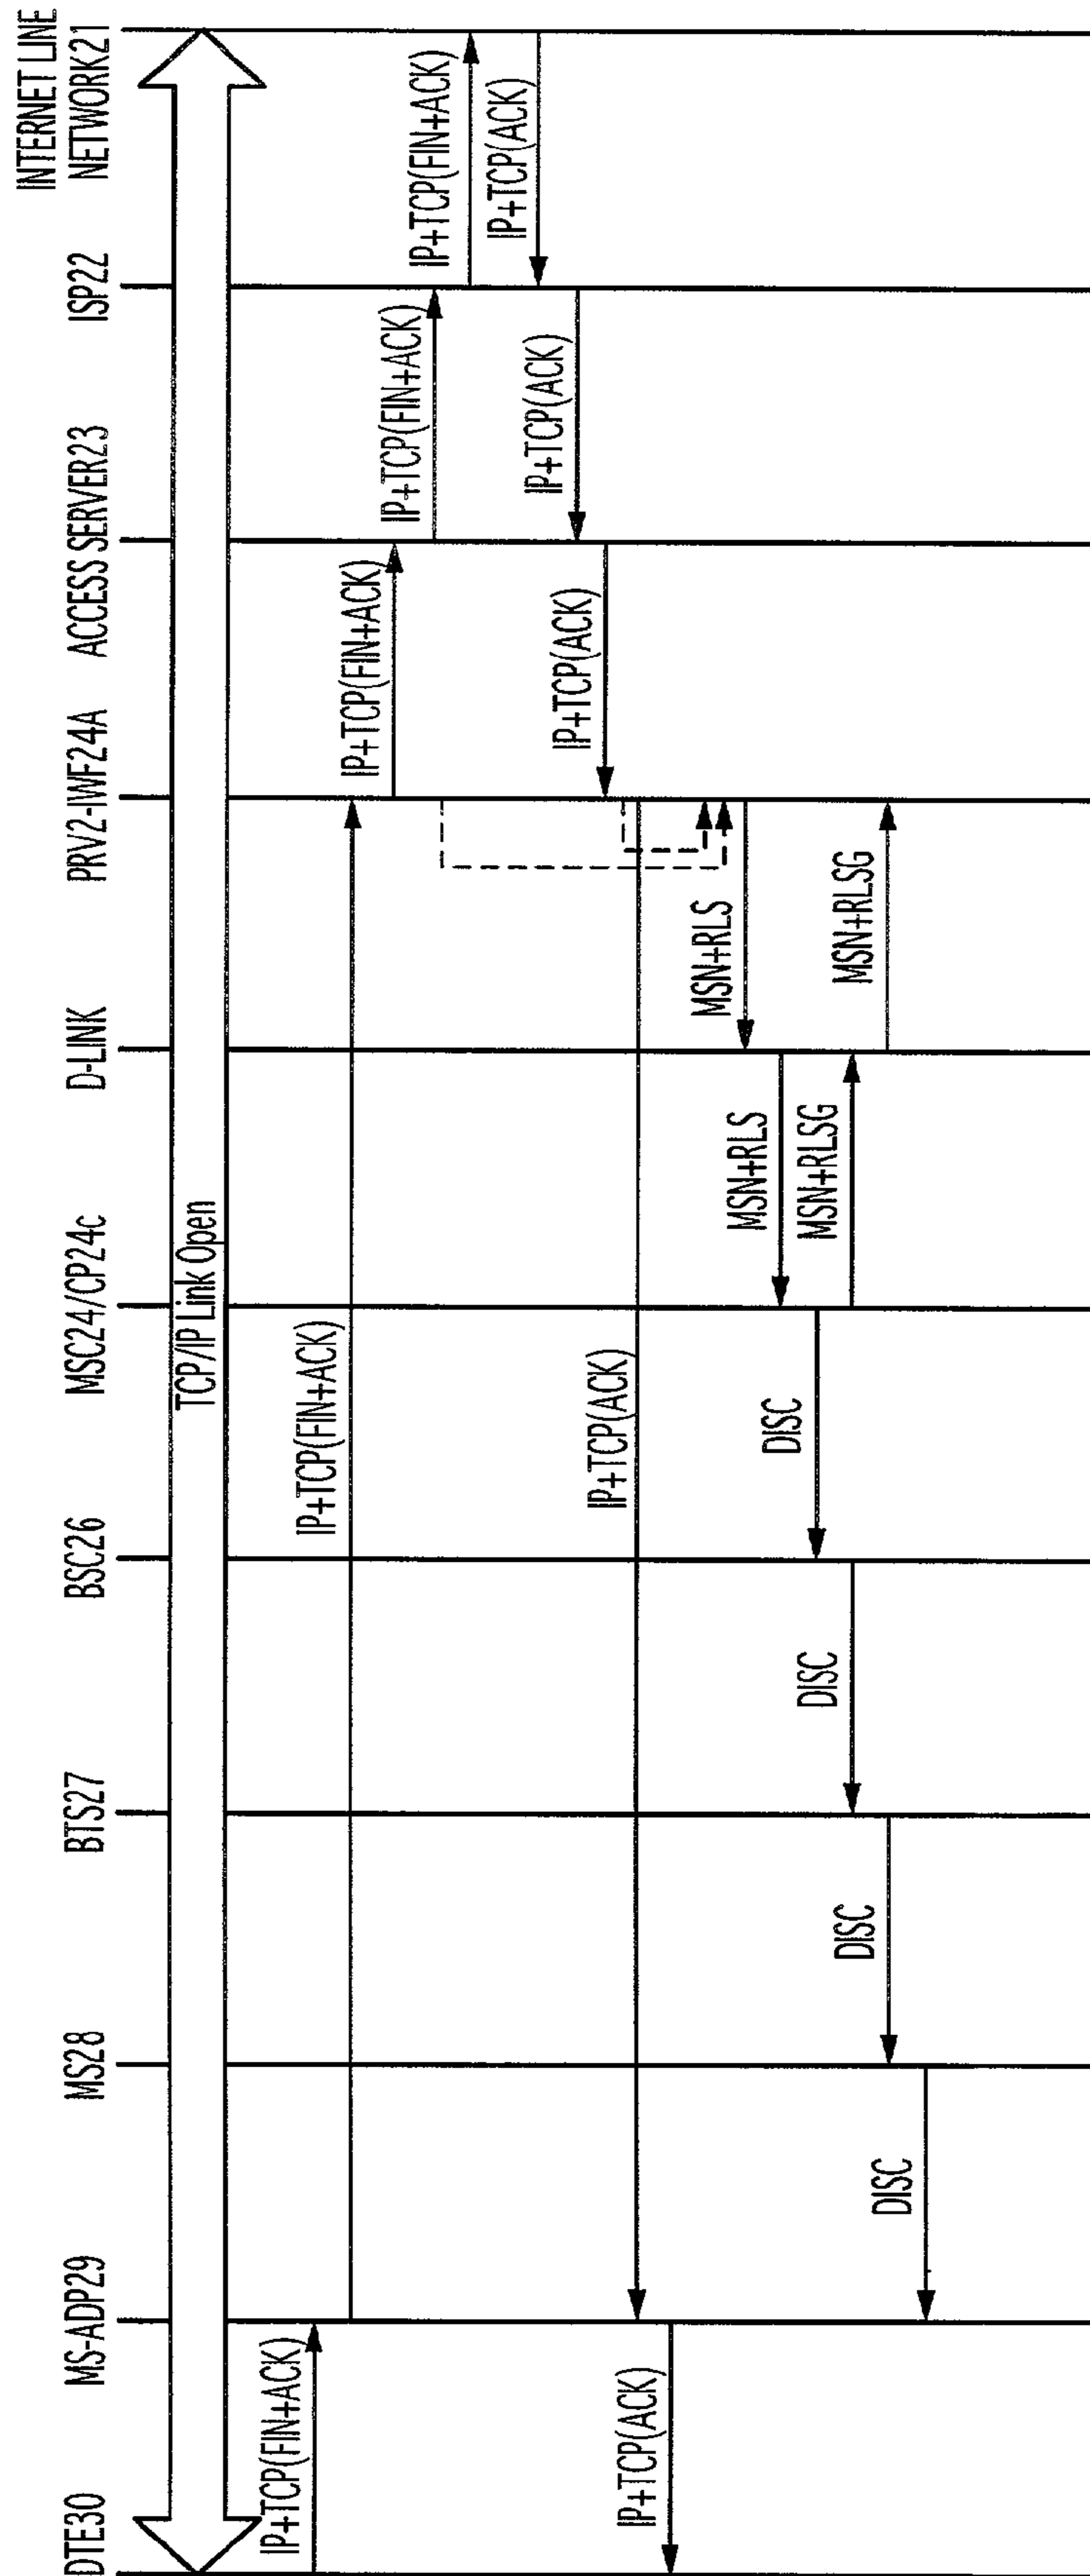 DTE30
MS-ADP29
MS28
BTS27
BSC26
MSC24/CP24c
D-LINK
PRV2-IWF24A
ACCESS SERVER23
ISP22
INTERNET LINE
NETWORK21
TCP/IP Link Open
IP+TCP(FIN+ACK)
IP+TCP(FIN+ACK)
IP+TCP(FIN+ACK)
IP+TCP(FIN+ACK)
IP+TCP(FIN+ACK)
IP+TCP(ACK)
IP+TCP(ACK)
IP+TCP(ACK)
IP+TCP(ACK)
IP+TCP(ACK)
MSN+RLS
MSN+RLS
DISC
MSN+RLSG
DISC
MSN+RLSG
DISC
DISC